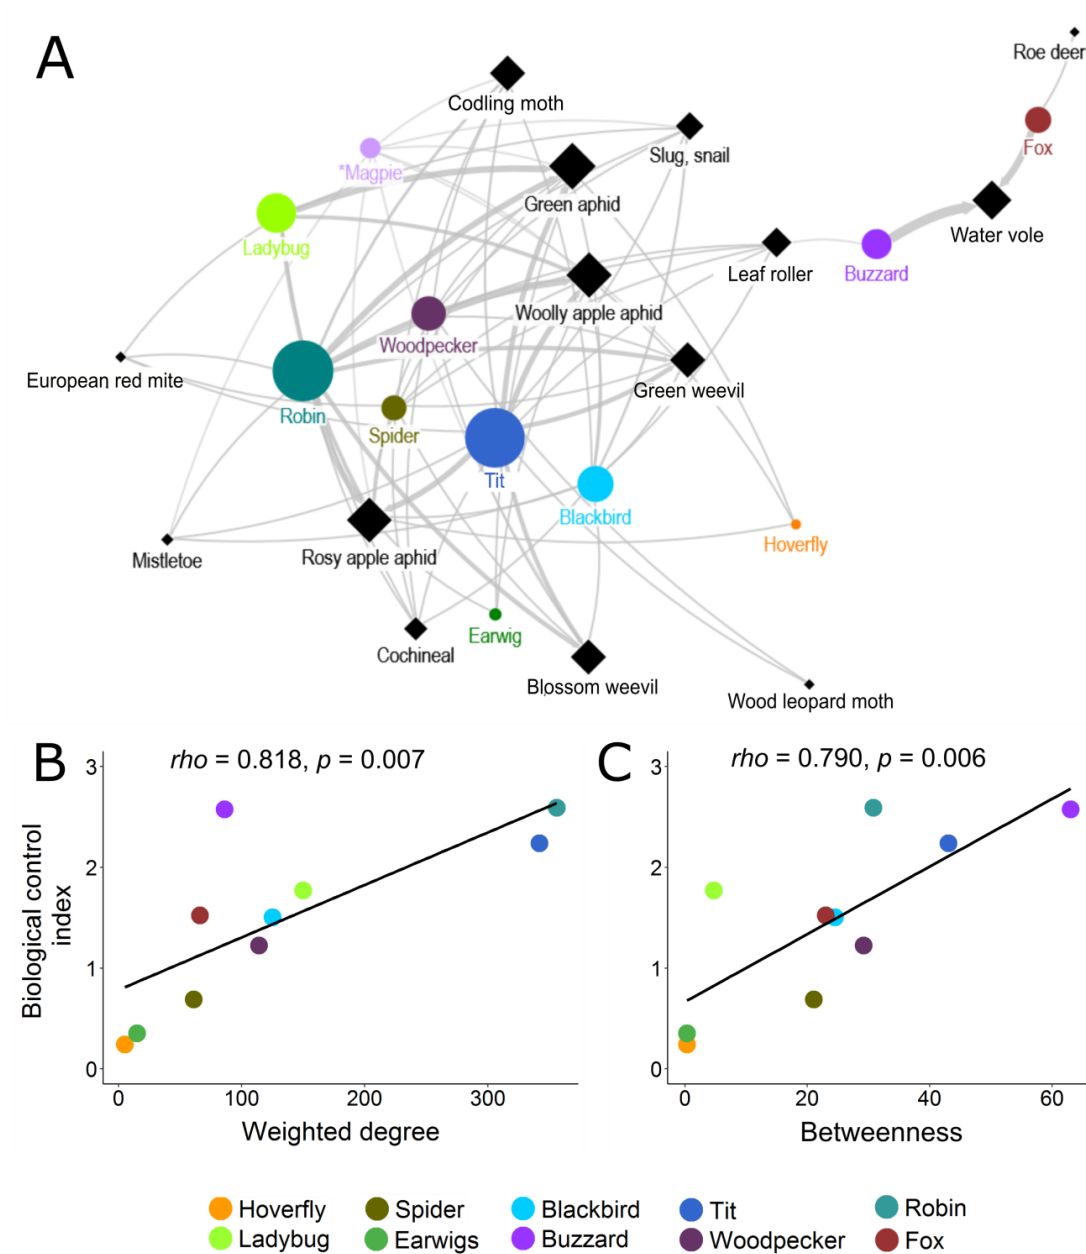 A
Roe deer
Codling moth
Fox
Slug, snail
*Magpie
Green aphid
Water vole
Ladybug
Leaf roller
Buzzard
Woolly apple aphid
Woodpecker
European red mite
Green weevil
Robin
Spider
Tit
Blackbird
Hoverfly
Mistletoe
Rosy apple aphid
Earwig
Cochineal
Blossom weevil
Wood leopard moth
B
rho = 0.818, p = 0.007
Biological control
index
3
2
1
0
0 100 200 300
Weighted degree
C
rho = 0.790, p = 0.006
3
2
1
0
0 20 40 60
Betweenness
Hoverfly Spider Blackbird Tit Robin
Ladybug Earwigs Buzzard Woodpecker Fox